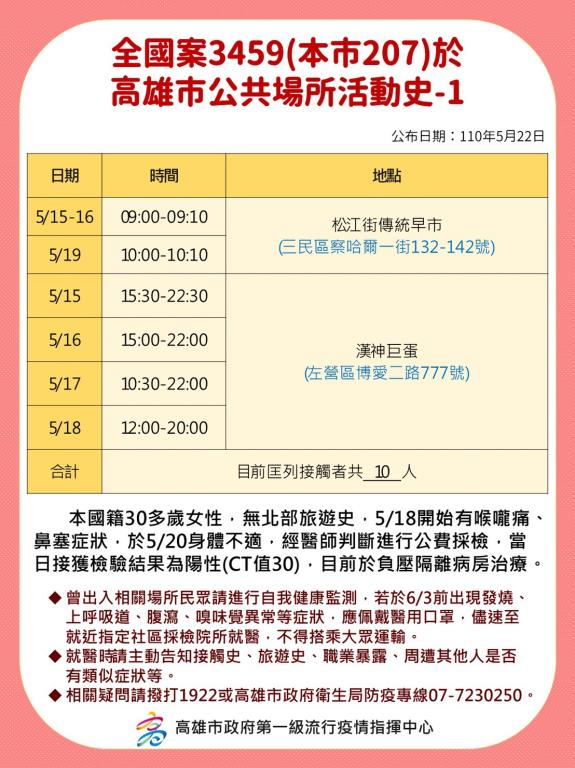 全國案3459(本市207)於
高雄市公共場所活動史-1
公布日期：110年5月22日
日期 時間 地點
5/15-16 09:00-09:10
松江街傳統早市
(三民區察哈爾一街132-142號)
5/19 10:00-10:10
5/15 15:30-22:30
5/16 15:00-22:00
漢神巨蛋
(左營區博愛二路777號)
5/17 10:30-22:00
5/18 12:00-20:00
合計 目前匡列接觸者共 10 人
本國籍30多歲女性，無北部旅遊史，5/18開始有喉嚨痛、
鼻塞症狀，於5/20身體不適，經醫師判斷進行公費採檢，當
日接獲檢驗結果為陽性(CT值30)，目前於負壓隔離病房治療。
◆曾出入相關場所民眾請進行自我健康監測，若於6/3前出現發燒、
上呼吸道、腹瀉、嗅味覺異常等症狀，應佩戴醫用口罩，儘速至
就近指定社區採檢院所就醫，不得搭乘大眾運輸。
◆就醫時請主動告知接觸史、旅遊史、職業暴露、周遭其他人是否
有類似症狀等。
◆相關疑問請撥打1922或高雄市政府衛生局防疫專線07-7230250。
高雄市政府第一級流行疫情指揮中心